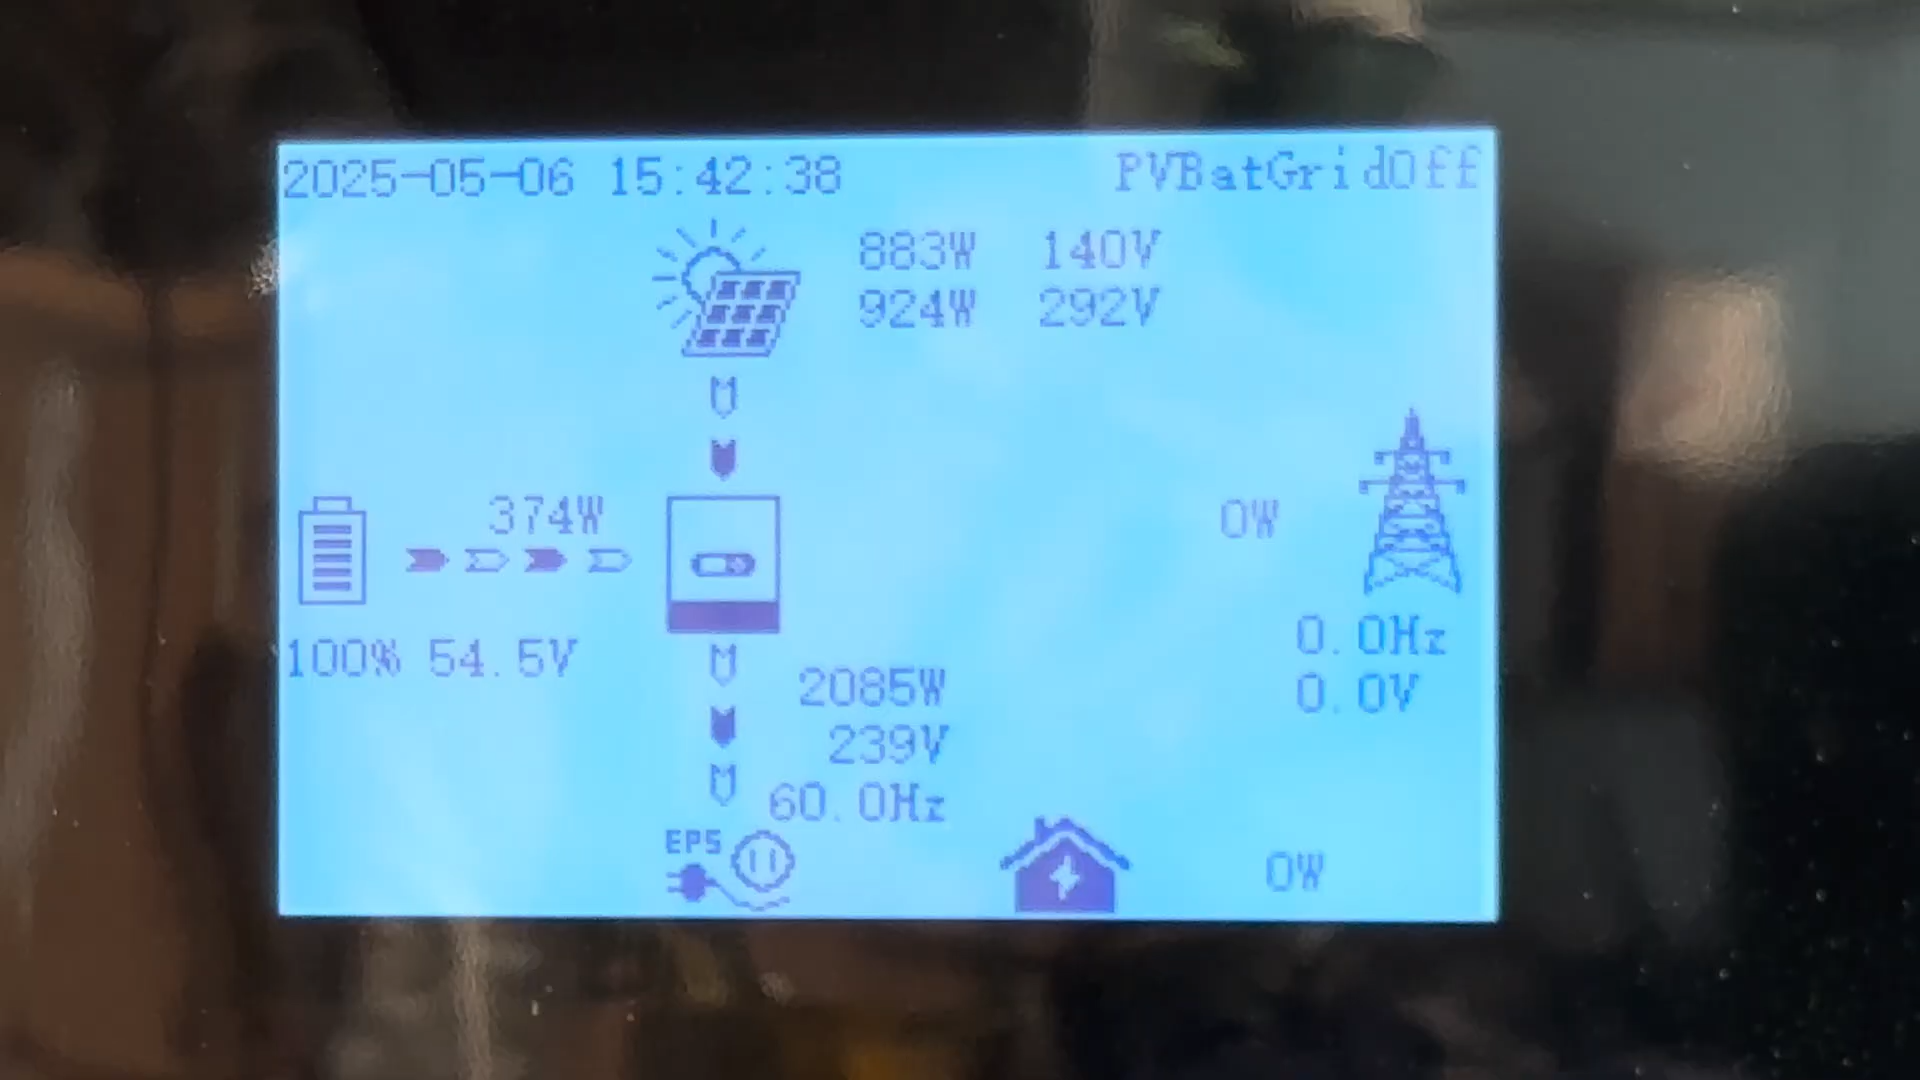 2025-05-06 15:42:38 PVBatGridOff
883W 140V
924W 292V
374W
0W
100% 54.5V
0.0Hz
0.0V
2085W
239V
60.0Hz
EPS
0W